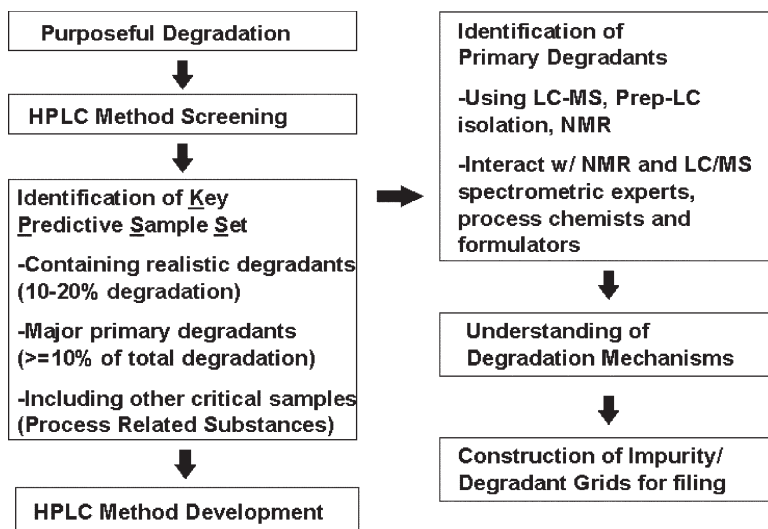 Purposeful Degradation
HPLC Method Screening
Identification of Key
Predictive Sample Set
-Containing realistic degradants
(10-20% degradation)
-Major primary degradants
(>=10% of total degradation)
-Including other critical samples
(Process Related Substances)
HPLC Method Development
Identification of
Primary Degradants
-Using LC-MS, Prep-LC
isolation, NMR
-Interact w/ NMR and LC/MS
spectrometric experts,
process chemists and
formulators
Understanding of
Degradation Mechanisms
Construction of Impurity/
Degradant Grids for filing